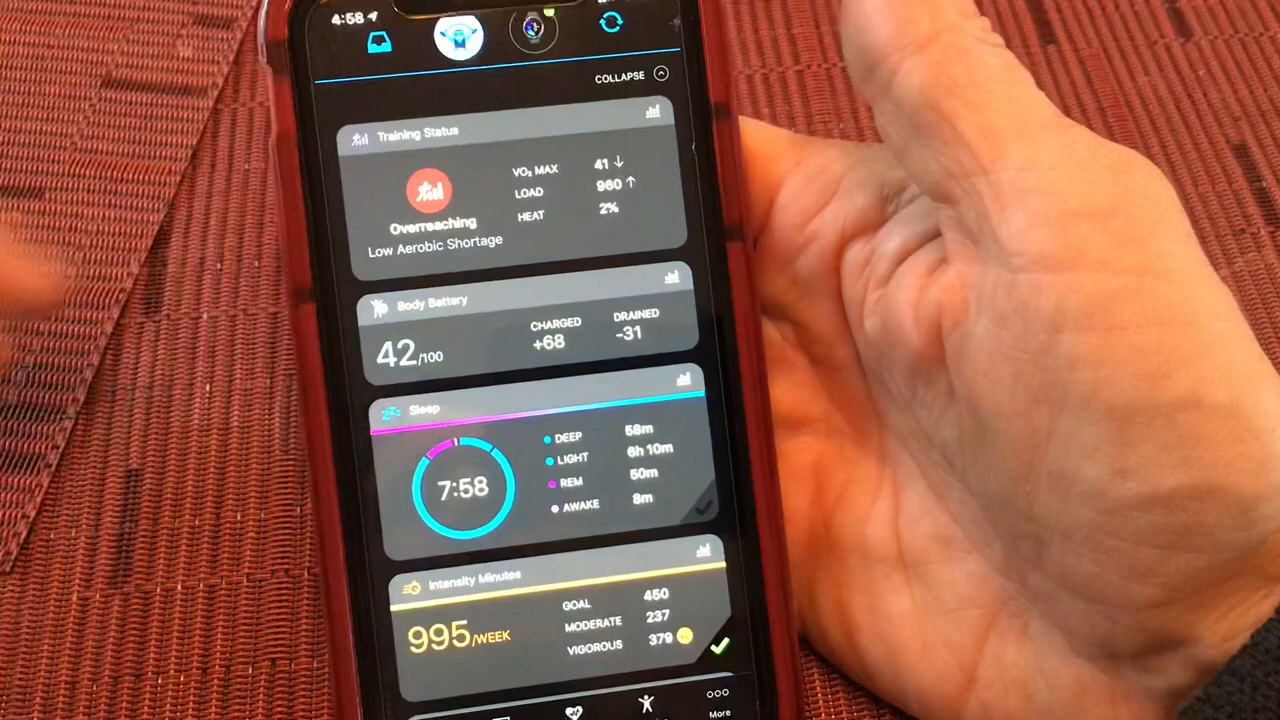 4:58
COLLAPSE
Training Status
VO₂ MAX 41 ↓
LOAD 960 ↑
HEAT 2%
Overreaching
Low Aerobic Shortage
Body Battery
42/100
CHARGED
+68
DRAINED
-31
Sleep
7:58
DEEP 58m
LIGHT 6h 10m
REM 50m
AWAKE 8m
Intensity Minutes
995/WEEK
GOAL 450
MODERATE 237
VIGOROUS 379
More